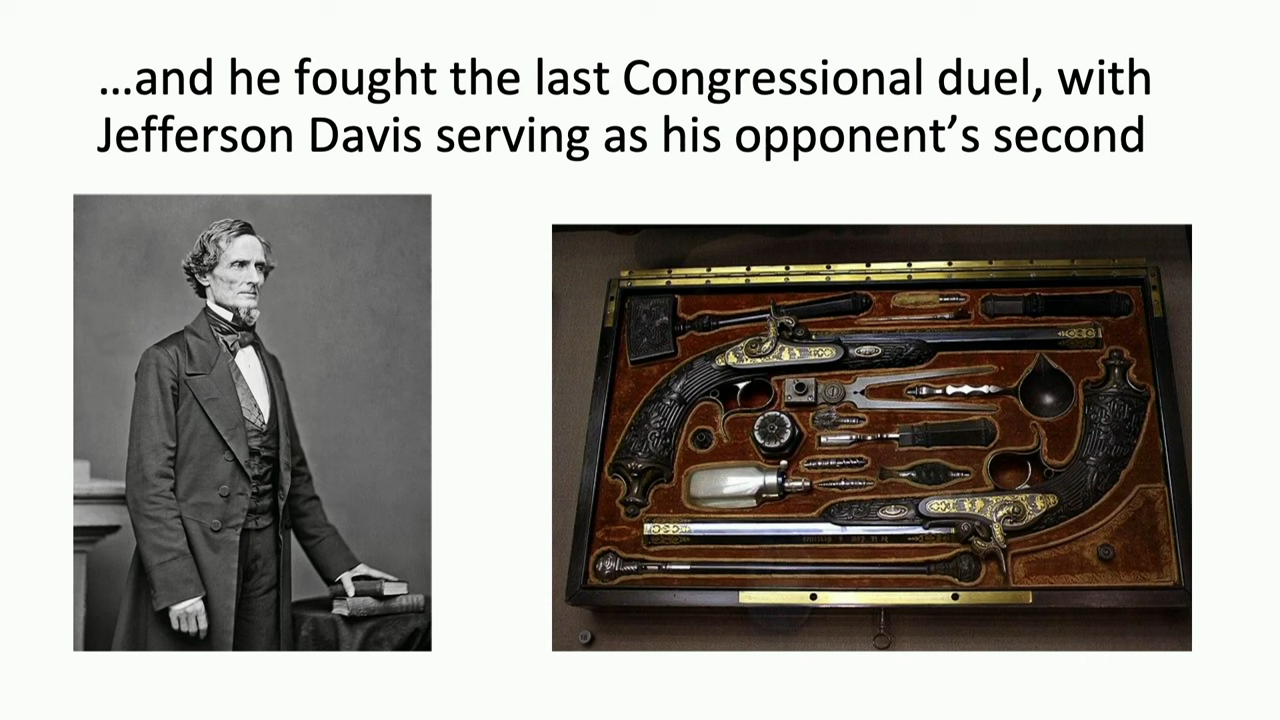 …and he fought the last Congressional duel, with
Jefferson Davis serving as his opponent’s second